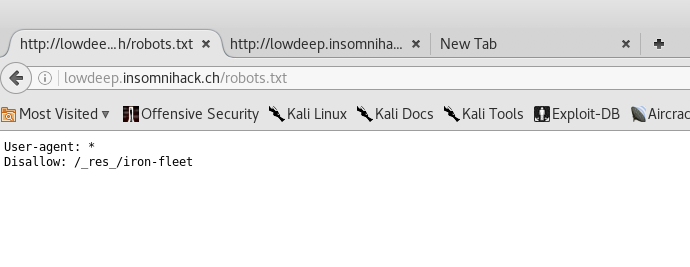 http://lowdee...h/robots.txt × http://lowdeep.insomniha... × New Tab ×
lowdeep.insomnihack.ch/robots.txt
Most Visited Offensive Security Kali Linux Kali Docs Kali Tools Exploit-DB Aircrac
User-agent: *
Disallow: /_res_/iron-fleet